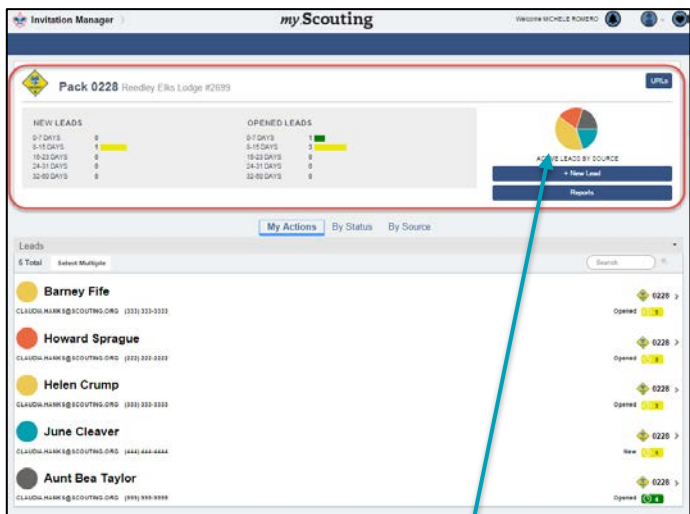 Invitation Manager
my.Scouting
Welcome MICHELE ROMERO
Pack 0228 Reedley Elks Lodge #2699
URLs
NEW LEADS
0-7 DAYS 0
8-15 DAYS 1
16-23 DAYS 0
24-31 DAYS 0
32-60 DAYS 0
OPENED LEADS
0-7 DAYS 1
8-15 DAYS 3
16-23 DAYS 0
24-31 DAYS 0
32-60 DAYS 0
ACTIVE LEADS BY SOURCE
+ New Lead
Reports
My Actions By Status By Source
Leads
Total Select Multiple
Search
Barney Fife
0228
CLAUDIA.HANKS@SCOUTING.ORG (333) 333-3333
Opened
Howard Sprague
0228
CLAUDIA.HANKS@SCOUTING.ORG (222) 222-2222
Opened
Helen Crump
0228
CLAUDIA.HANKS@SCOUTING.ORG (333) 333-3333
Opened
June Cleaver
0228
CLAUDIA.HANKS@SCOUTING.ORG (444) 444-4444
New
Aunt Bea Taylor
0228
CLAUDIA.HANKS@SCOUTING.ORG
Opened 4